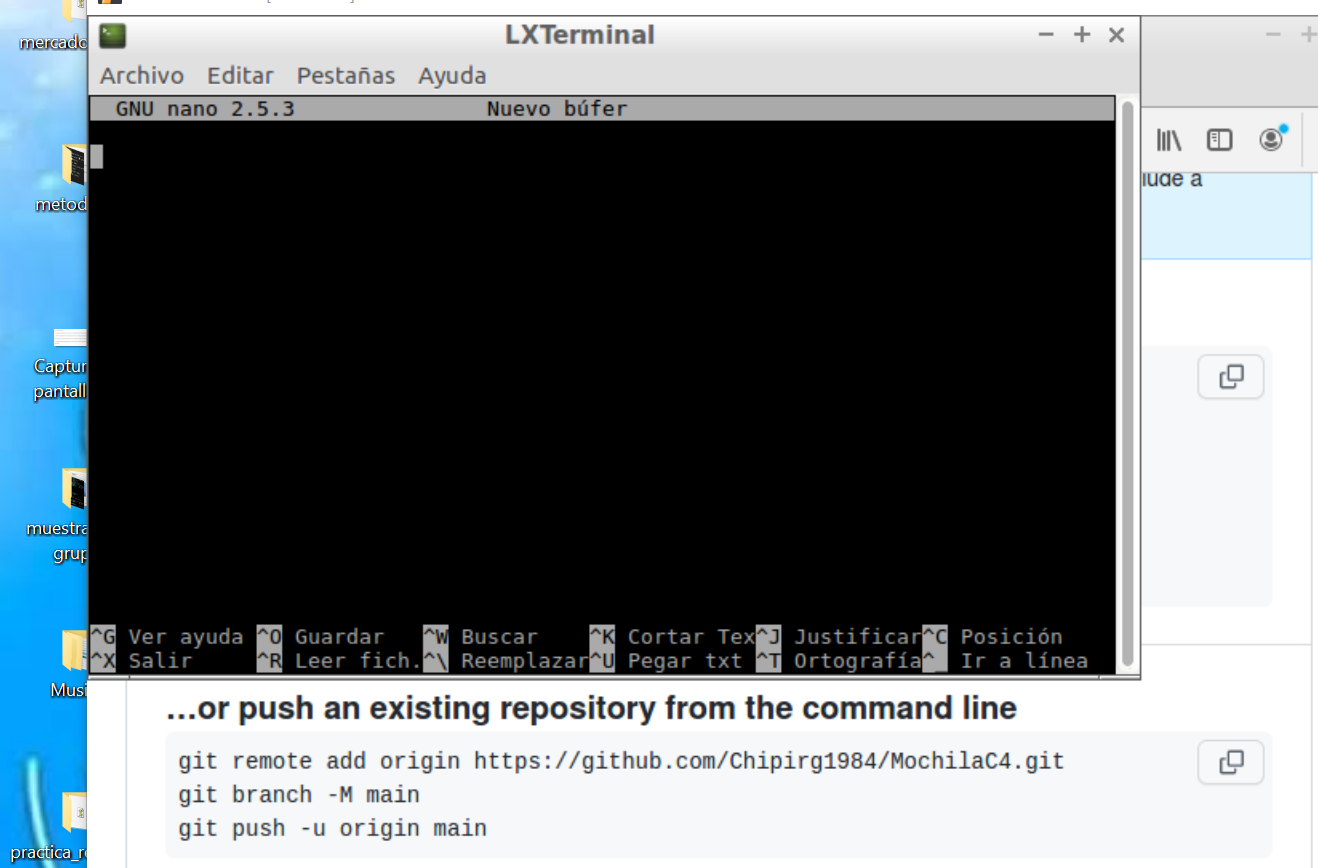 mercado
LXTerminal
Archivo Editar Pestañas Ayuda
GNU nano 2.5.3 Nuevo búfer
lude a
metod
Captur
pantall
muestra
grup
^G Ver ayuda ^O Guardar ^W Buscar ^K Cortar Tex^J Justificar^C Posición
^X Salir ^R Leer fich.^\ Reemplazar^U Pegar txt ^T Ortografía^_ Ir a línea
Musi
...or push an existing repository from the command line
git remote add origin https://github.com/Chipirg1984/MochilaC4.git
git branch -M main
git push -u origin main
practica_re